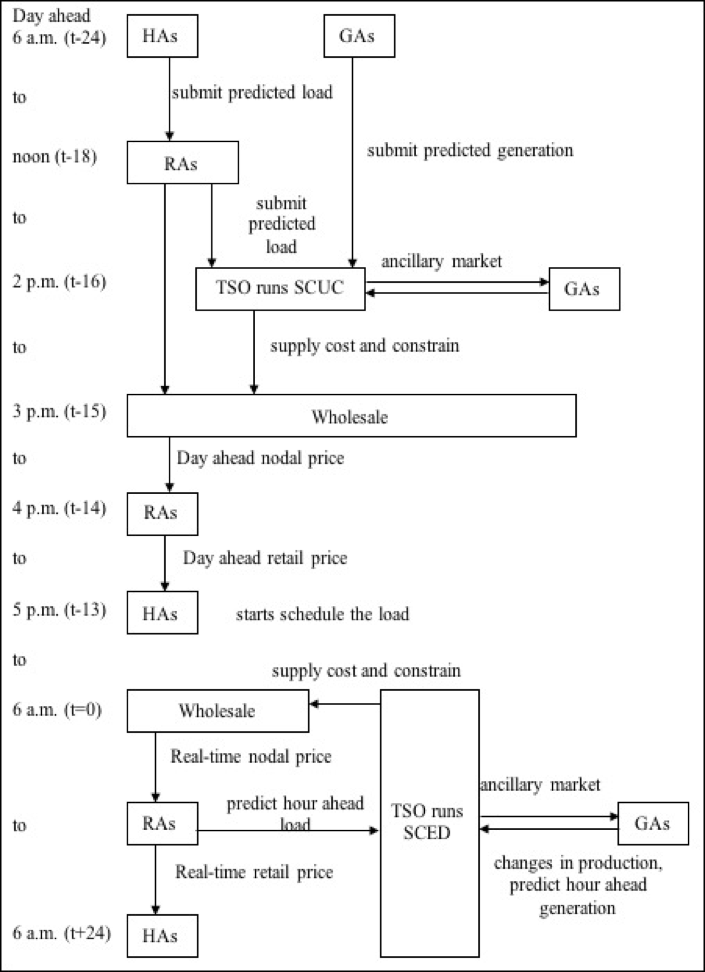 Day ahead
6 a.m. (t-24)
HAs
GAs
to
submit predicted load
noon (t-18)
RAs
submit predicted generation
to
submit
predicted
load
ancillary market
2 p.m. (t-16)
TSO runs SCUC
GAs
to
supply cost and constrain
3 p.m. (t-15)
Wholesale
to
Day ahead nodal price
4 p.m. (t-14)
RAs
to
Day ahead retail price
5 p.m. (t-13)
HAs
starts schedule the load
to
supply cost and constrain
6 a.m. (t=0)
Wholesale
Real-time nodal price
ancillary market
predict hour ahead
load
to
RAs
TSO runs
SCED
GAs
Real-time retail price
changes in production,
predict hour ahead
generation
6 a.m. (t+24)
HAs